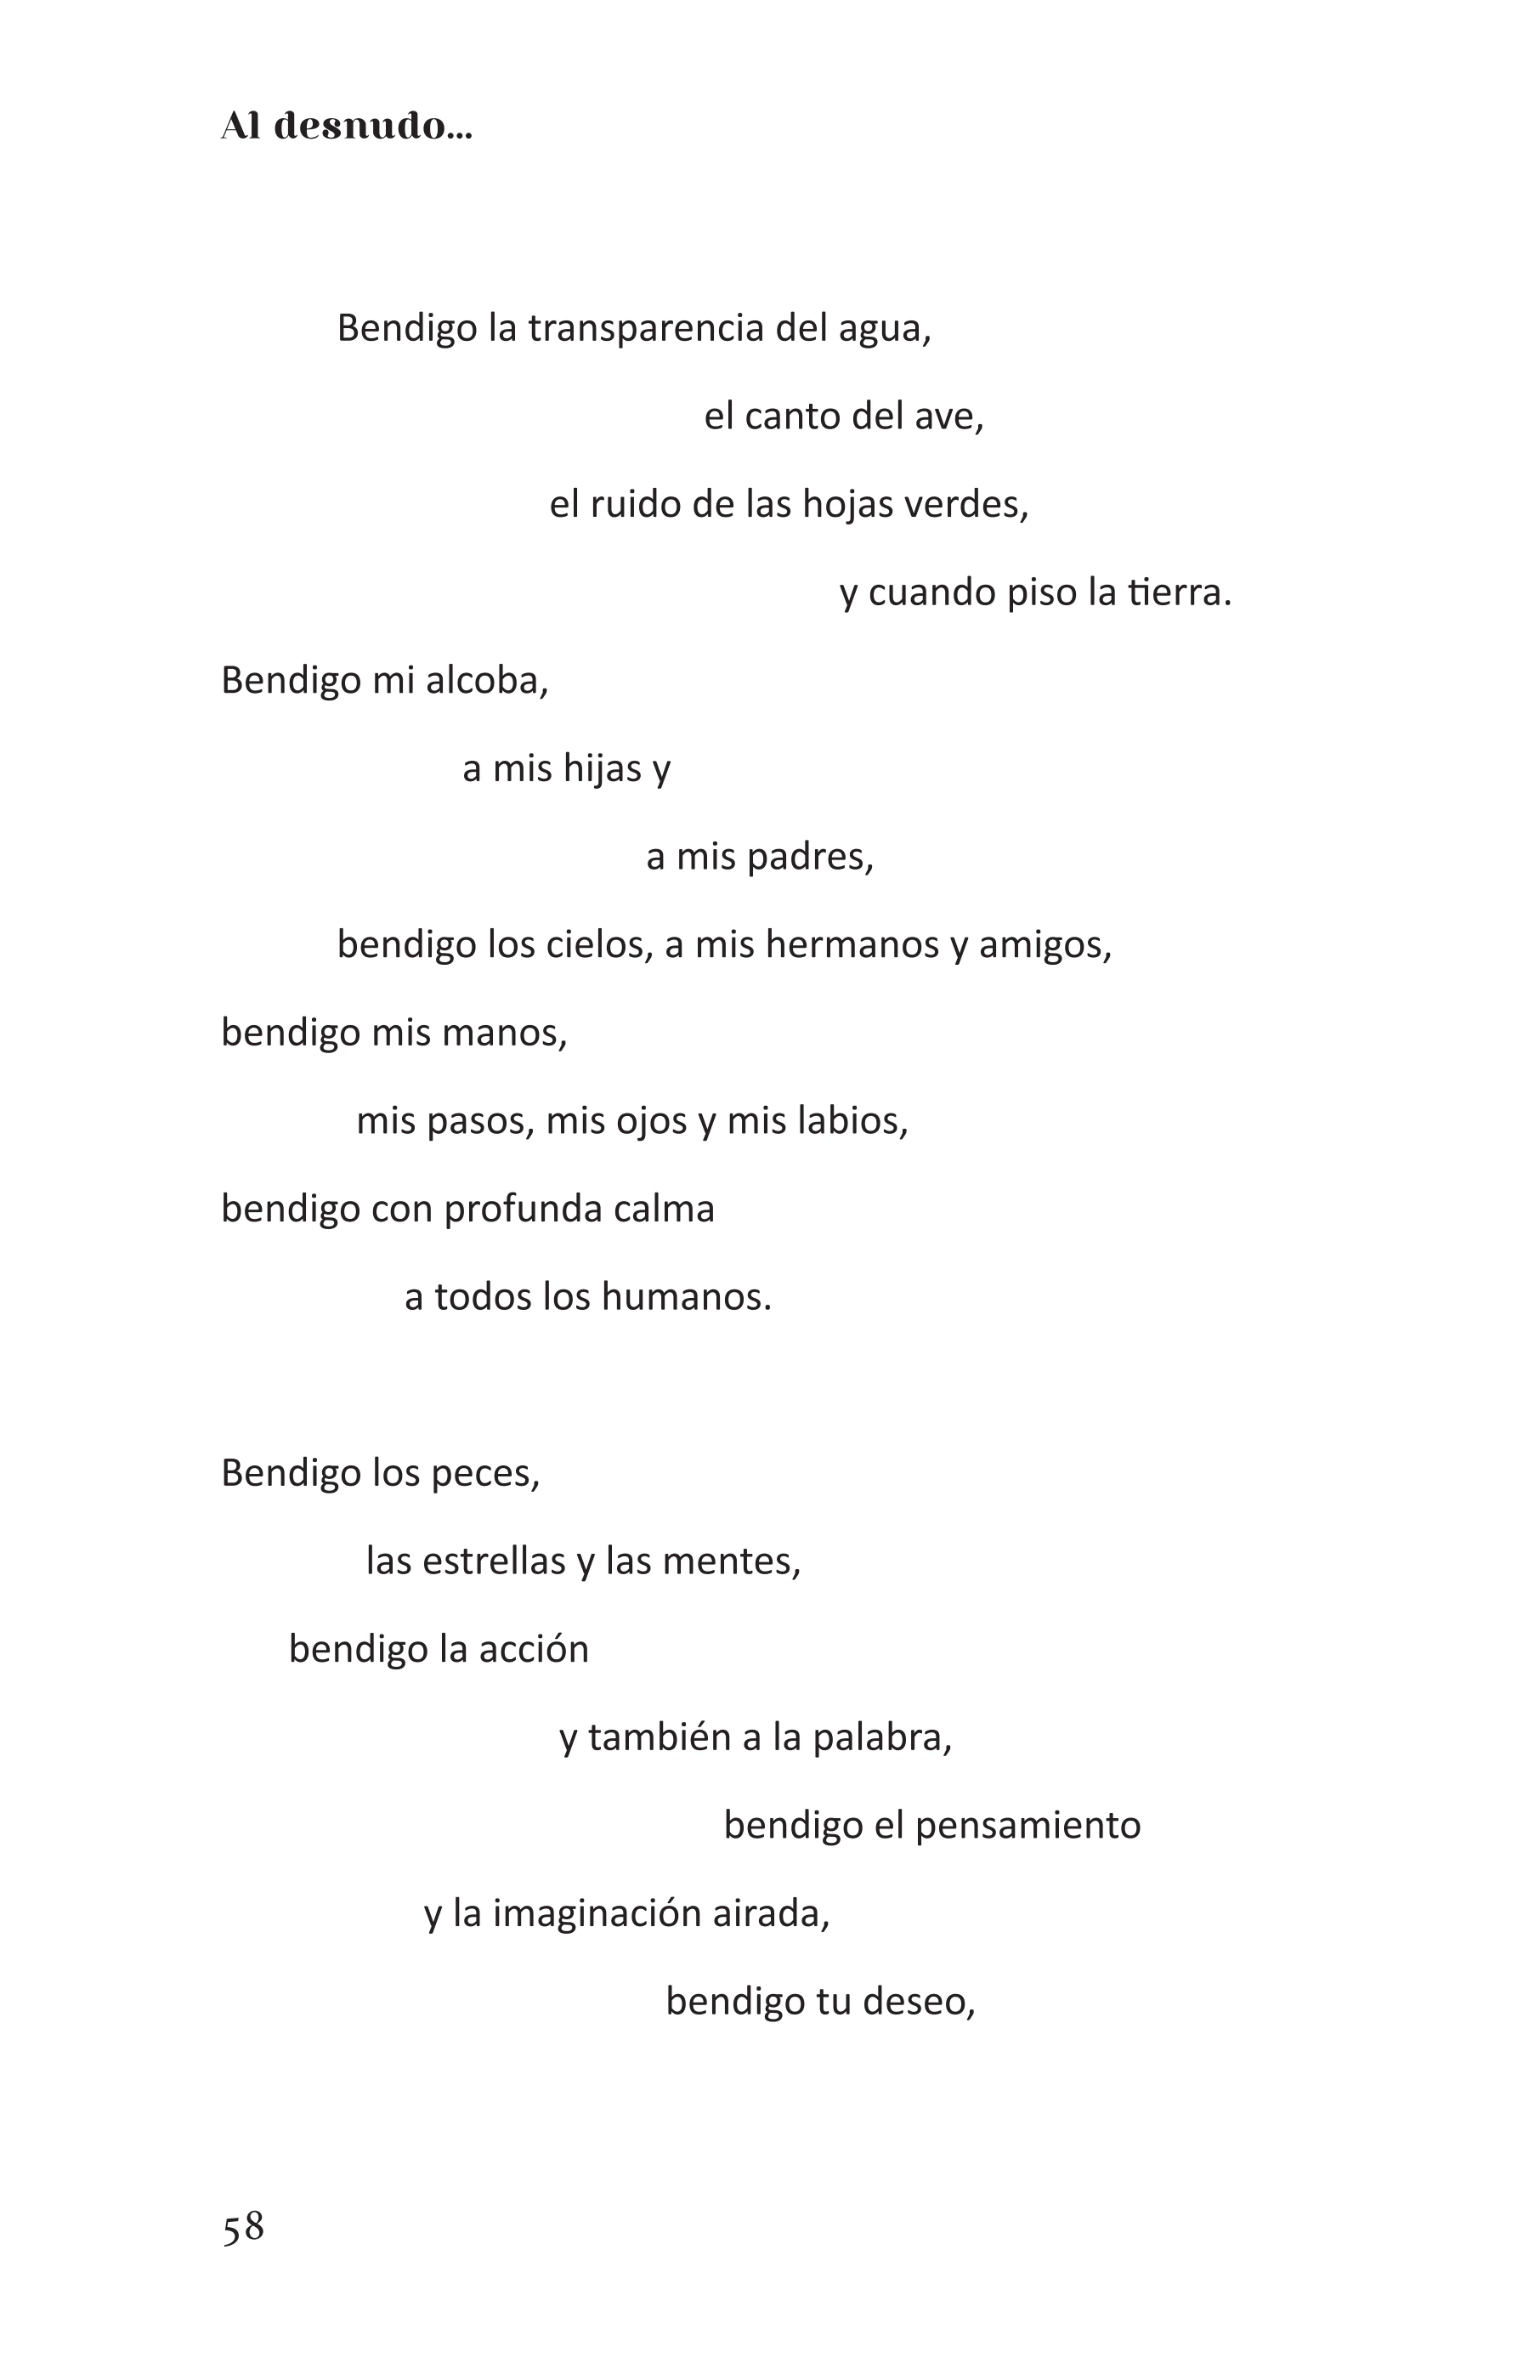 Al desnudo...
Bendigo la transparencia del agua,
el canto del ave,
el ruido de las hojas verdes,
y cuando piso la tierra.
Bendigo mi alcoba,
a mis hijas y
a mis padres,
bendigo los cielos, a mis hermanos y amigos,
bendigo mis manos,
mis pasos, mis ojos y mis labios,
bendigo con profunda calma
a todos los humanos.
Bendigo los peces,
las estrellas y las mentes,
bendigo la acción
y también a la palabra,
bendigo el pensamiento
y la imaginación airada,
bendigo tu deseo,
58